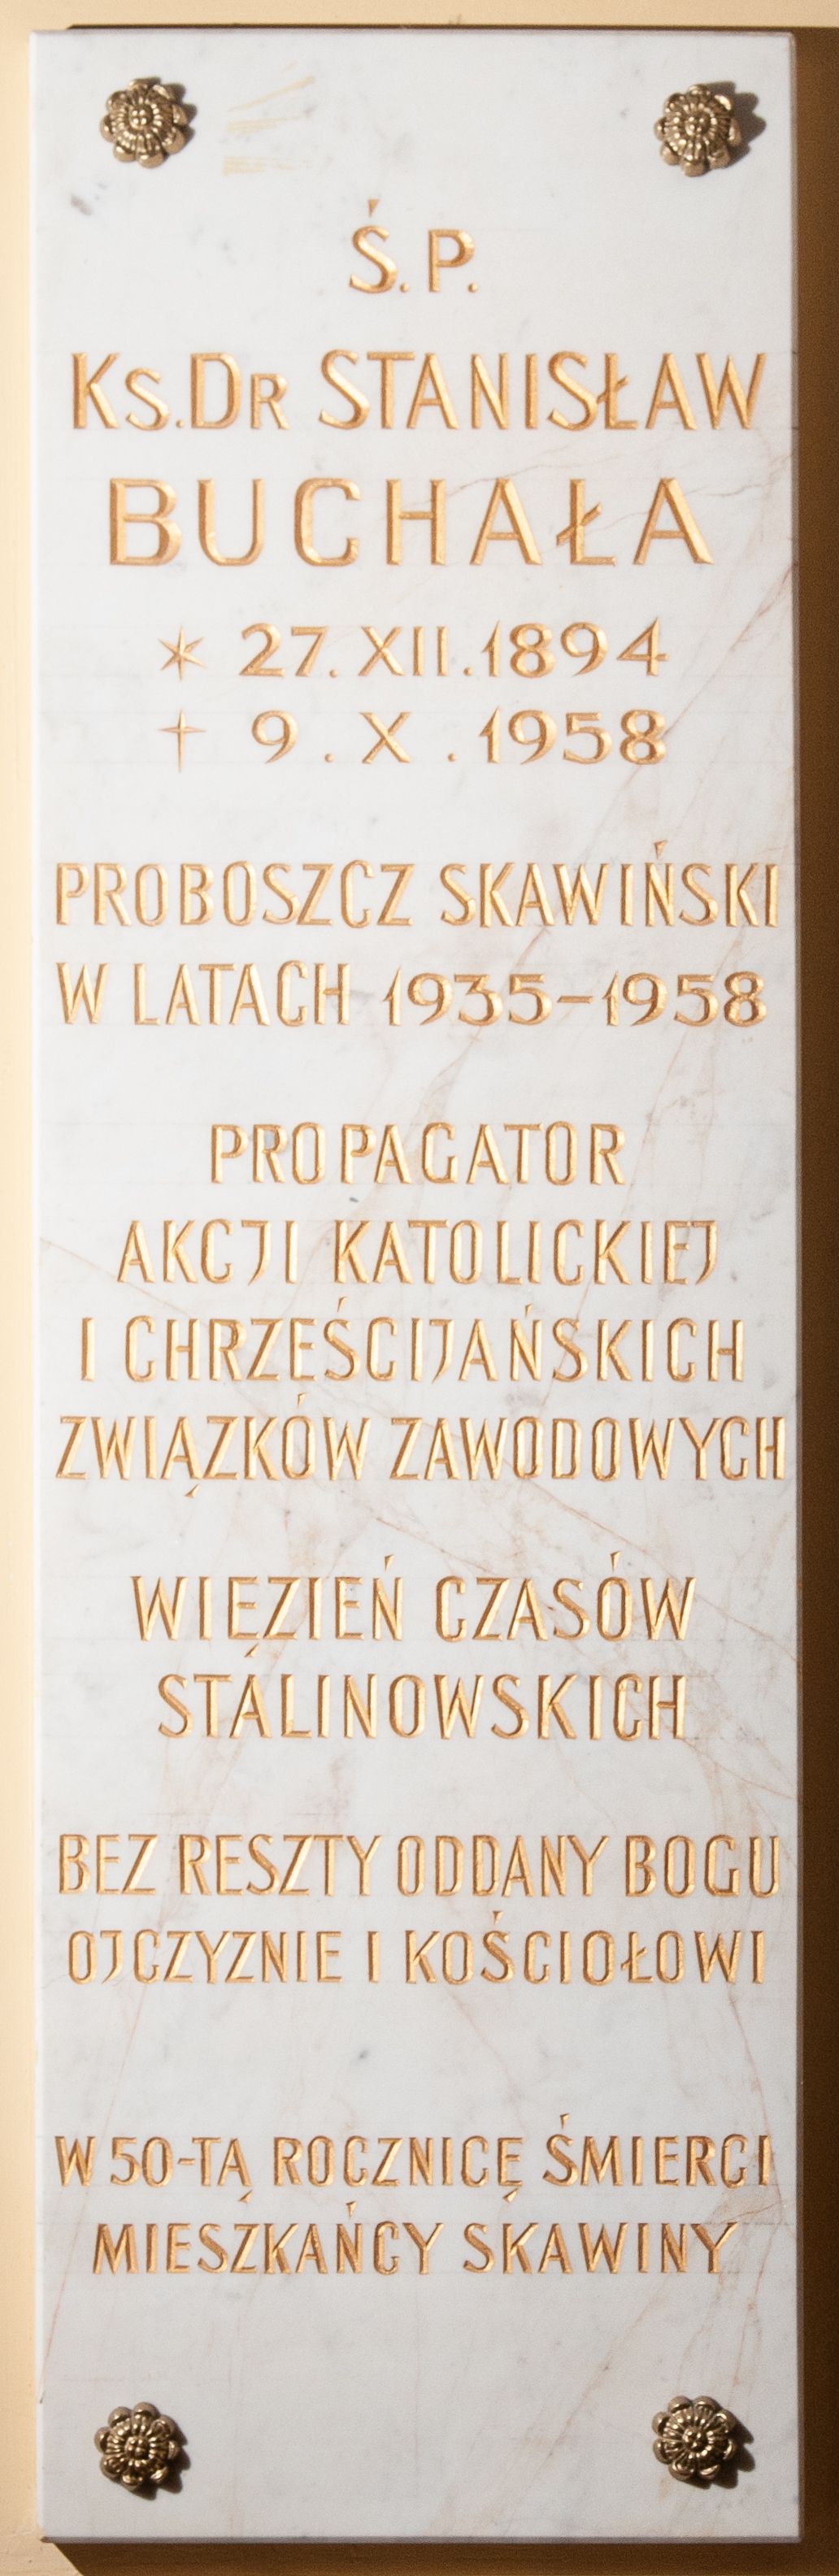 Ś.P.
Ks.Dr STANISŁAW
BUCHAŁA
* 27.XII.1894
† 9.X.1958
PROBOSZCZ SKAWIŃSKI
W LATACH 1935-1958
PROPAGATOR
AKCJI KATOLICKIEJ
I CHRZEŚCIJAŃSKICH
ZWIĄZKÓW ZAWODOWYCH
WIĘZIEŃ CZASÓW
STALINOWSKICH
BEZ RESZTY ODDANY BOGU
OJCZYZNIE I KOŚCIOŁOWI
W 50-TĄ ROCZNICĘ ŚMIERCI
MIESZKAŃCY SKAWINY